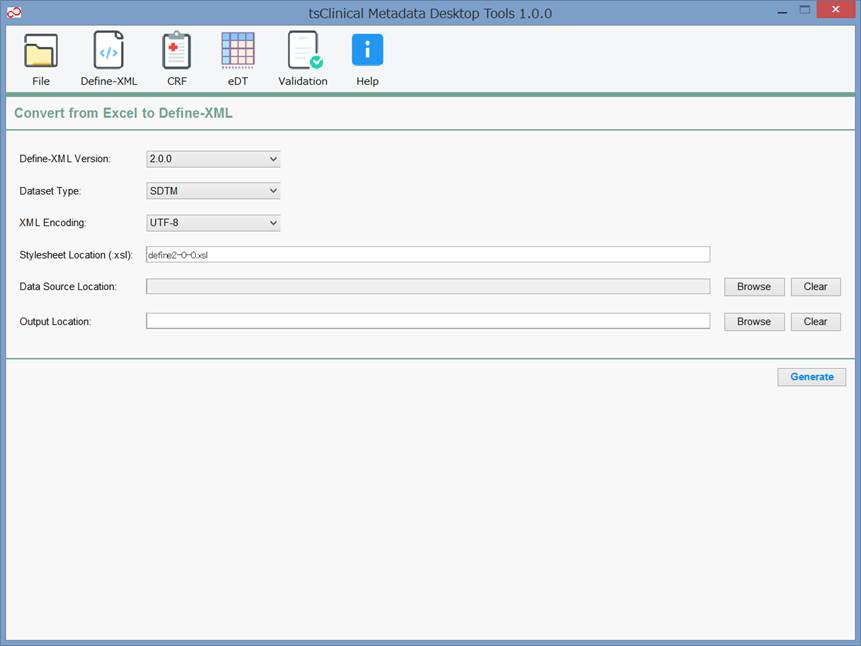 tsClinical Metadata Desktop Tools 1.0.0
File Define-XML CRF eDT Validation Help
Convert from Excel to Define-XML
Define-XML Version: 2.0.0
Dataset Type: SDTM
XML Encoding: UTF-8
Stylesheet Location (.xsl): define2-0-0.xsl
Data Source Location: Browse Clear
Output Location: Browse Clear
Generate